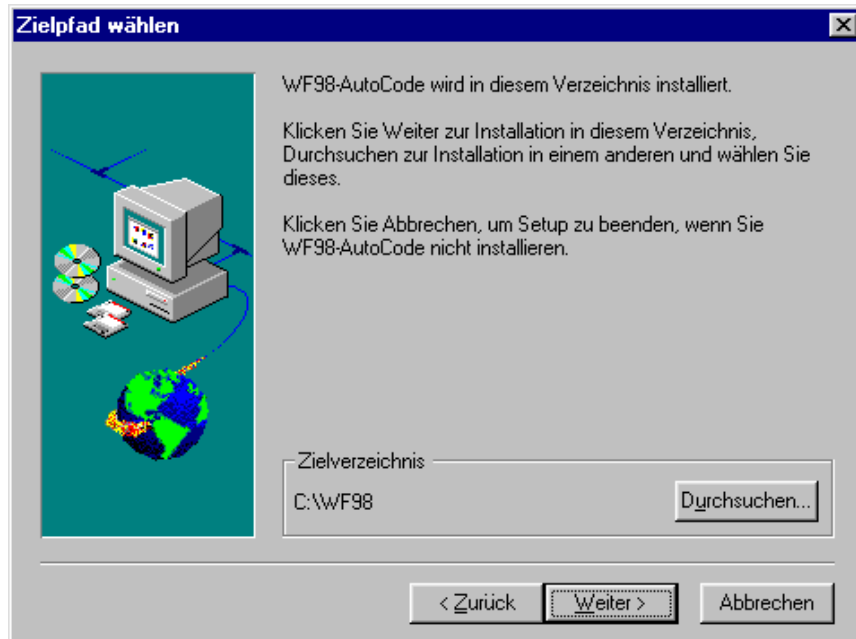 Zielpfad wählen
WF98-AutoCode wird in diesem Verzeichnis installiert.
Klicken Sie Weiter zur Installation in diesem Verzeichnis,
Durchsuchen zur Installation in einem anderen und wählen Sie
dieses.
Klicken Sie Abbrechen, um Setup zu beenden, wenn Sie
WF98-AutoCode nicht installieren.
Zielverzeichnis
C:\WF98
Durchsuchen...
< Zurück
Weiter >
Abbrechen